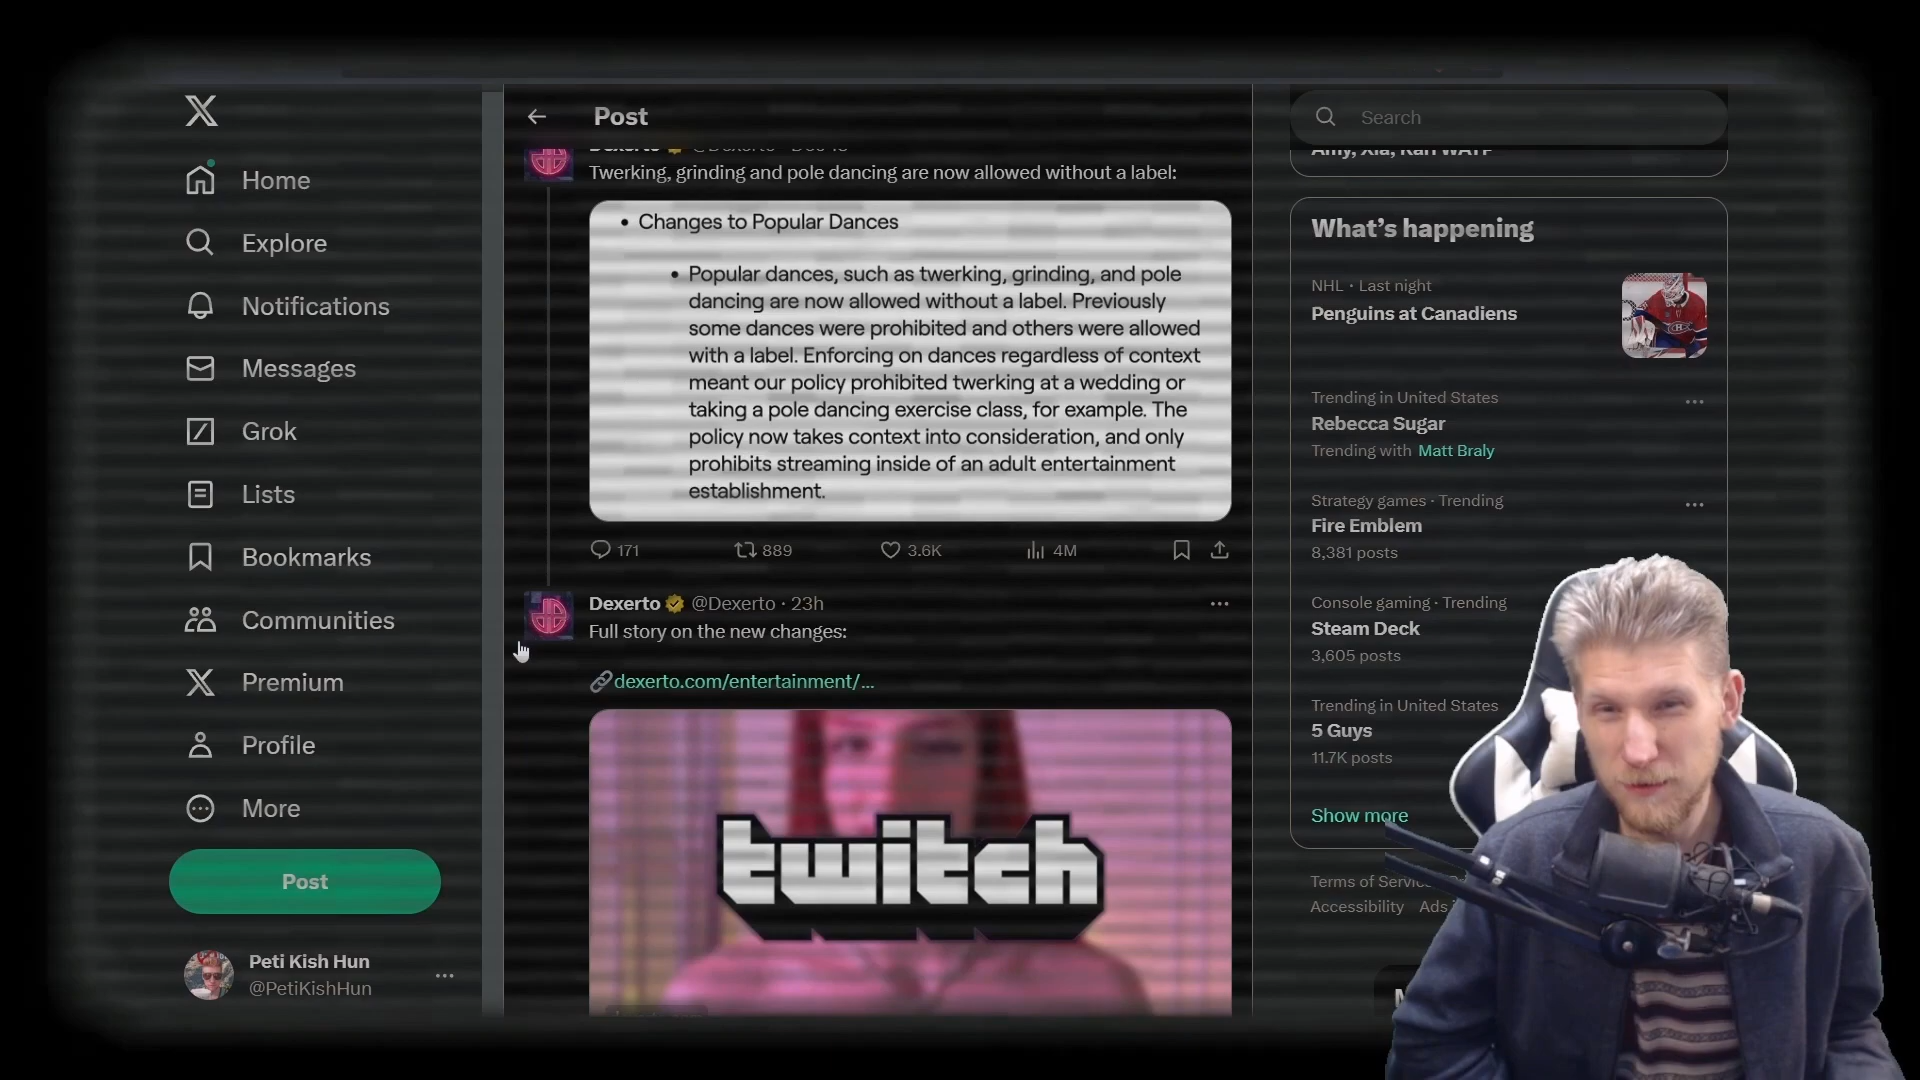 Home
Explore
Notifications
Messages
Grok
Lists
Bookmarks
Communities
Premium
Profile
More
Post
Peti Kish Hun
@PetiKishHun
Post
Dexerto @Dexerto
Twerking, grinding and pole dancing are now allowed without a label:
• Changes to Popular Dances
• Popular dances, such as twerking, grinding, and pole
dancing are now allowed without a label. Previously
some dances were prohibited and others were allowed
with a label. Enforcing on dances regardless of context
meant our policy prohibited twerking at a wedding or
taking a pole dancing exercise class, for example. The
policy now takes context into consideration, and only
prohibits streaming inside of an adult entertainment
establishment.
171 889 3.6K 4M
Dexerto @Dexerto · 23h
Full story on the new changes:
dexerto.com/entertainment/...
twitch
Search
What's happening
NHL · Last night
Penguins at Canadiens
Trending in United States
Rebecca Sugar
Trending with Matt Braly
Strategy games · Trending
Fire Emblem
8,381 posts
Console gaming · Trending
Steam Deck
3,605 posts
Trending in United States
5 Guys
11.7K posts
Show more
Terms of
Accessibility Ads